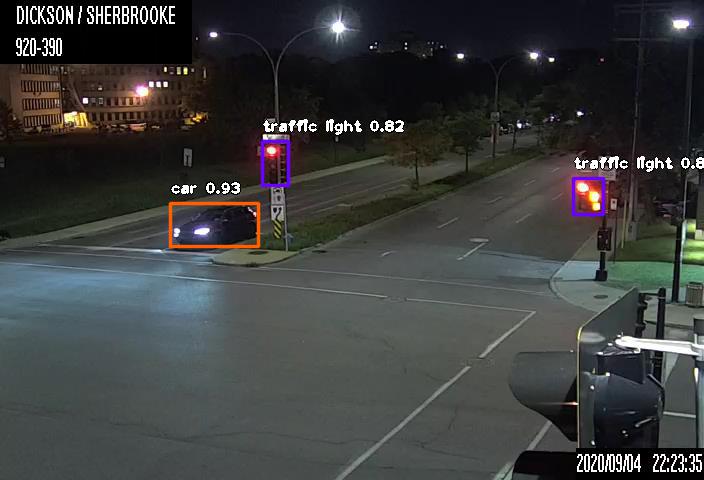 DICKSON / SHERBROOKE
920-390
traffic light 0.82
traffic light 0.8
car 0.93
2020/09/04 22:23:35